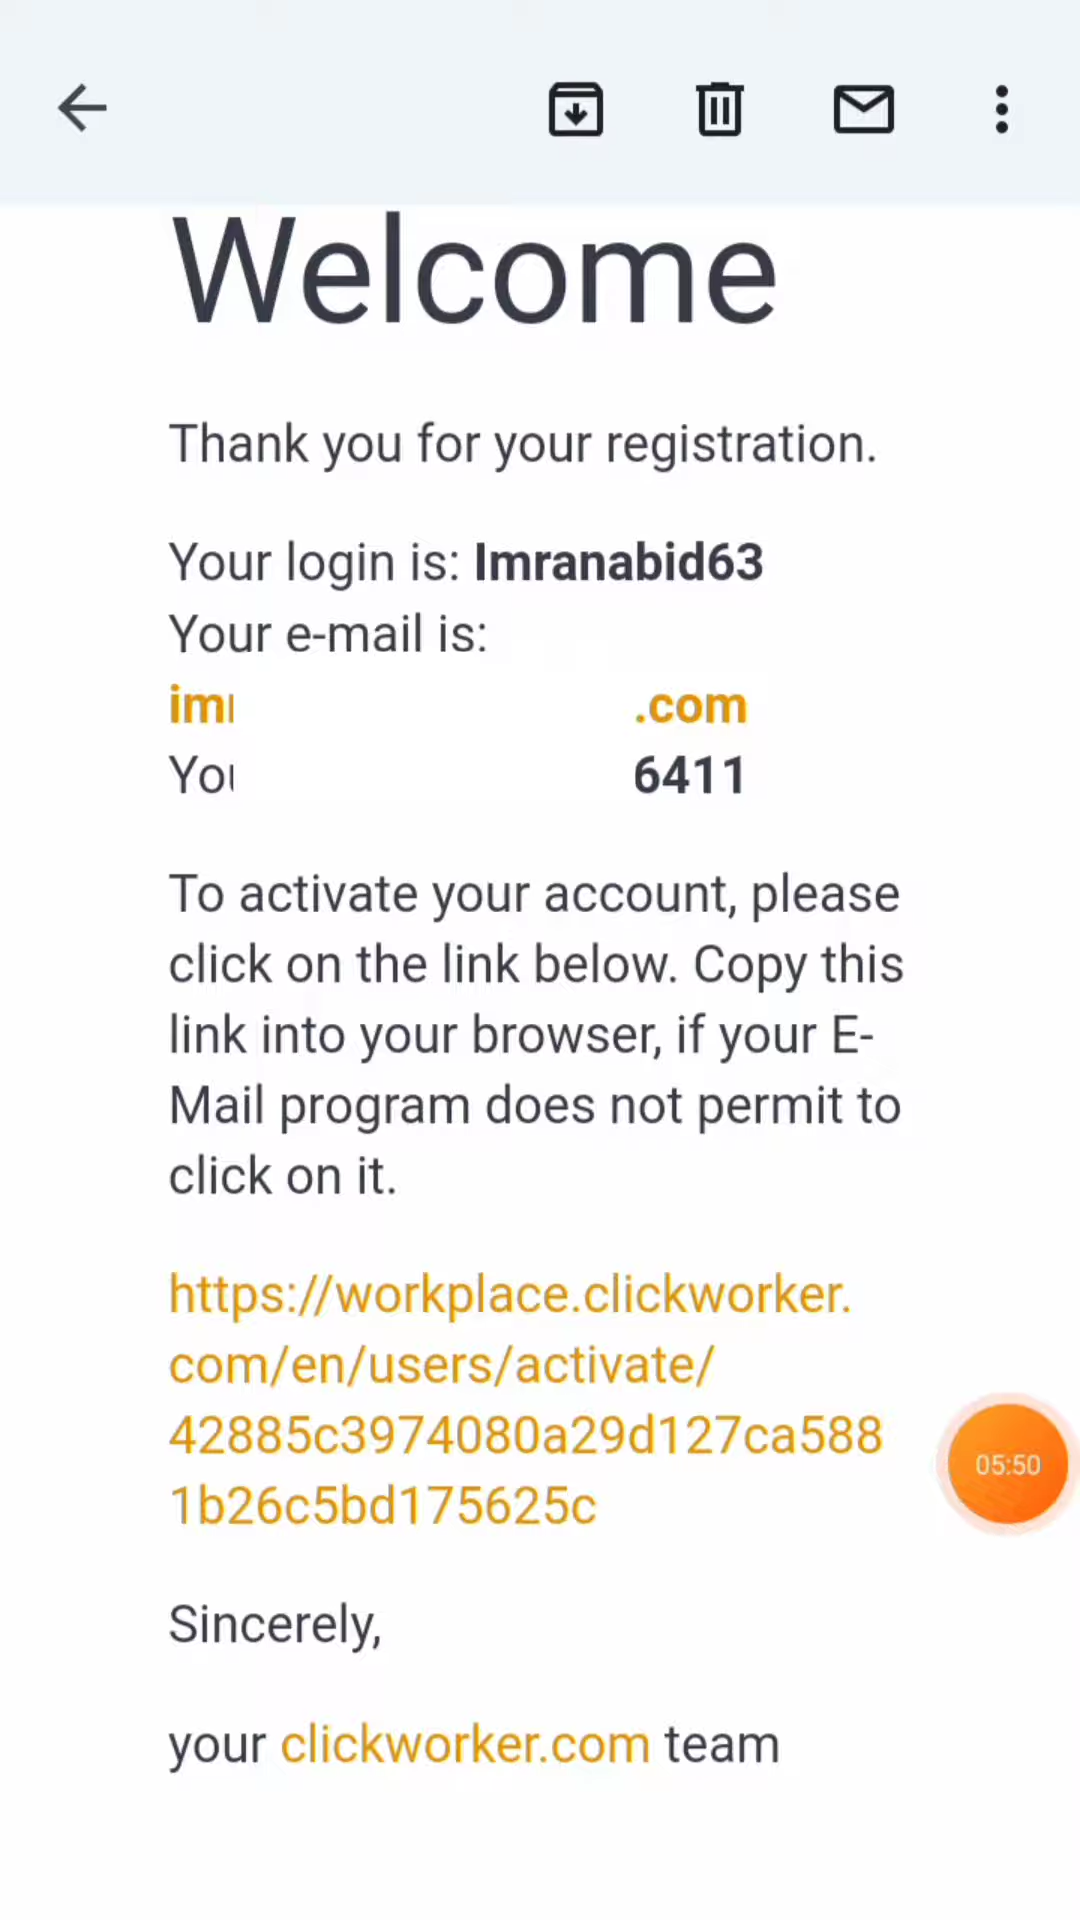 Welcome
Thank you for your registration.
Your login is: Imranabid63
Your e-mail is:
.com
6411
To activate your account, please
click on the link below. Copy this
link into your browser, if your E-
Mail program does not permit to
click on it.
https://workplace.clickworker.
com/en/users/activate/
42885c3974080a29d127ca588
1b26c5bd175625c
05:50
Sincerely,
your clickworker.com team